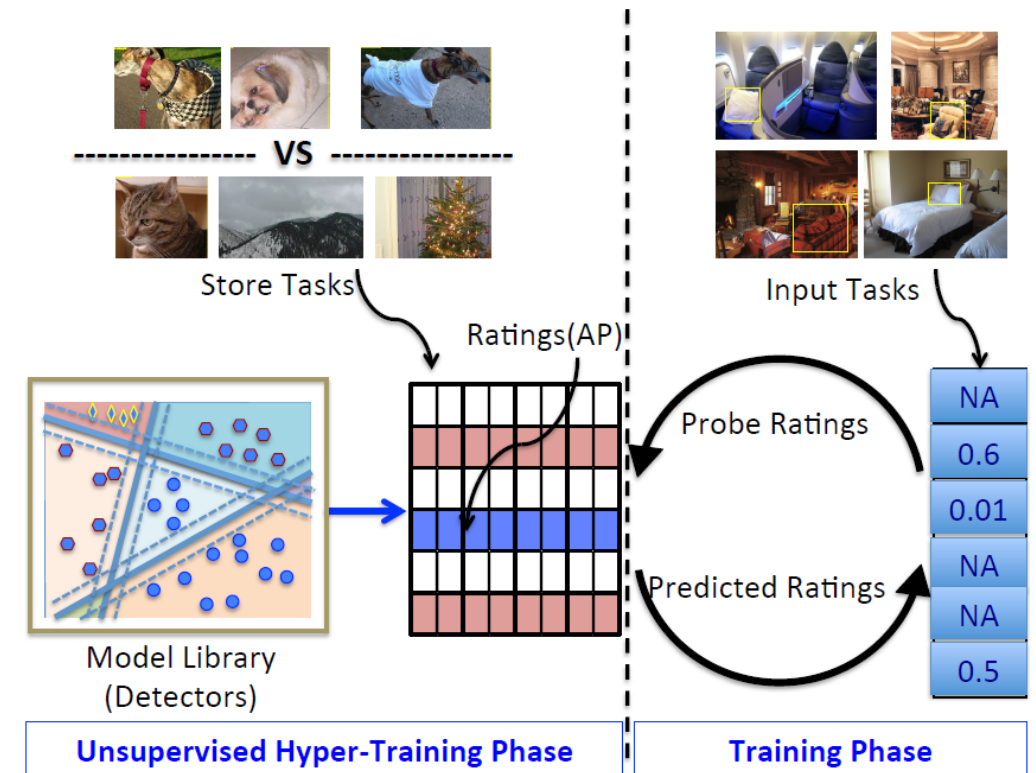 VS
Store Tasks
Ratings(AP)
Model Library
(Detectors)
Unsupervised Hyper-Training Phase
Input Tasks
Probe Ratings
Predicted Ratings
NA
0.6
0.01
NA
NA
0.5
Training Phase